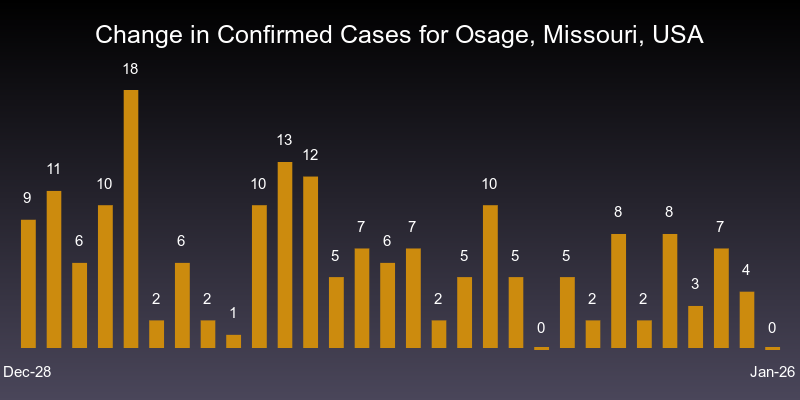 Change in Confirmed Cases for Osage, Missouri, USA
9 11 6 10 18 2 6 2 1 10 13 12 5 7 6 7 2 5 10 5 0 5 2 8 2 8 3 7 4 0
Dec-28 Jan-26